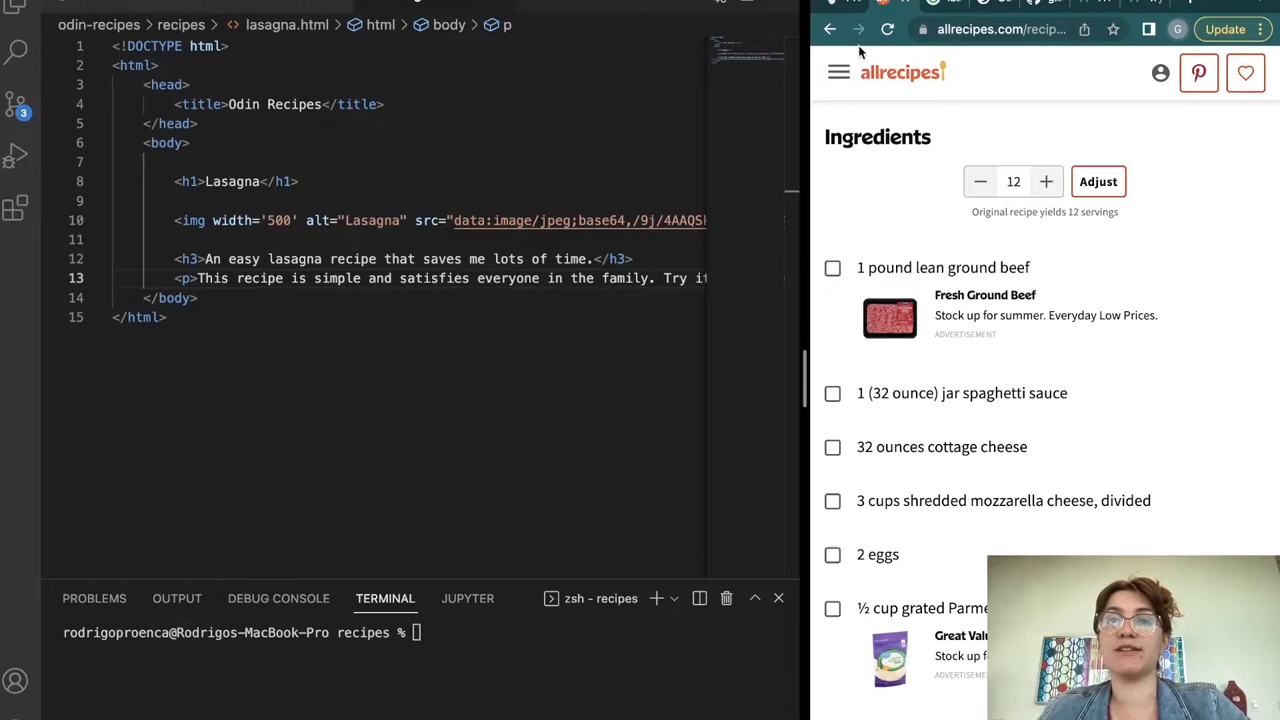 odin-recipes > recipes > <> lasagna.html > html > body > p
1 <!DOCTYPE html>
2 <html>
3 <head>
4 <title>Odin Recipes</title>
5 </head>
6 <body>
7
8 <h1>Lasagna</h1>
9
10 <img width='500' alt="Lasagna" src="data:image/jpeg;base64,/9j/4AAQSk
11
12 <h3>An easy lasagna recipe that saves me lots of time.</h3>
13 <p>This recipe is simple and satisfies everyone in the family. Try it
14 </body>
15 </html>
3
PROBLEMS OUTPUT DEBUG CONSOLE TERMINAL JUPYTER zsh - recipes
rodrigoproenca@Rodrigos-MacBook-Pro recipes %
allrecipes.com/recip... G Update
allrecipes
Ingredients
12 Adjust
Original recipe yields 12 servings
1 pound lean ground beef
Fresh Ground Beef
Stock up for summer. Everyday Low Prices.
ADVERTISEMENT
1 (32 ounce) jar spaghetti sauce
32 ounces cottage cheese
3 cups shredded mozzarella cheese, divided
2 eggs
½ cup grated Parme
Great Valu
Stock up f
ADVERTISEME